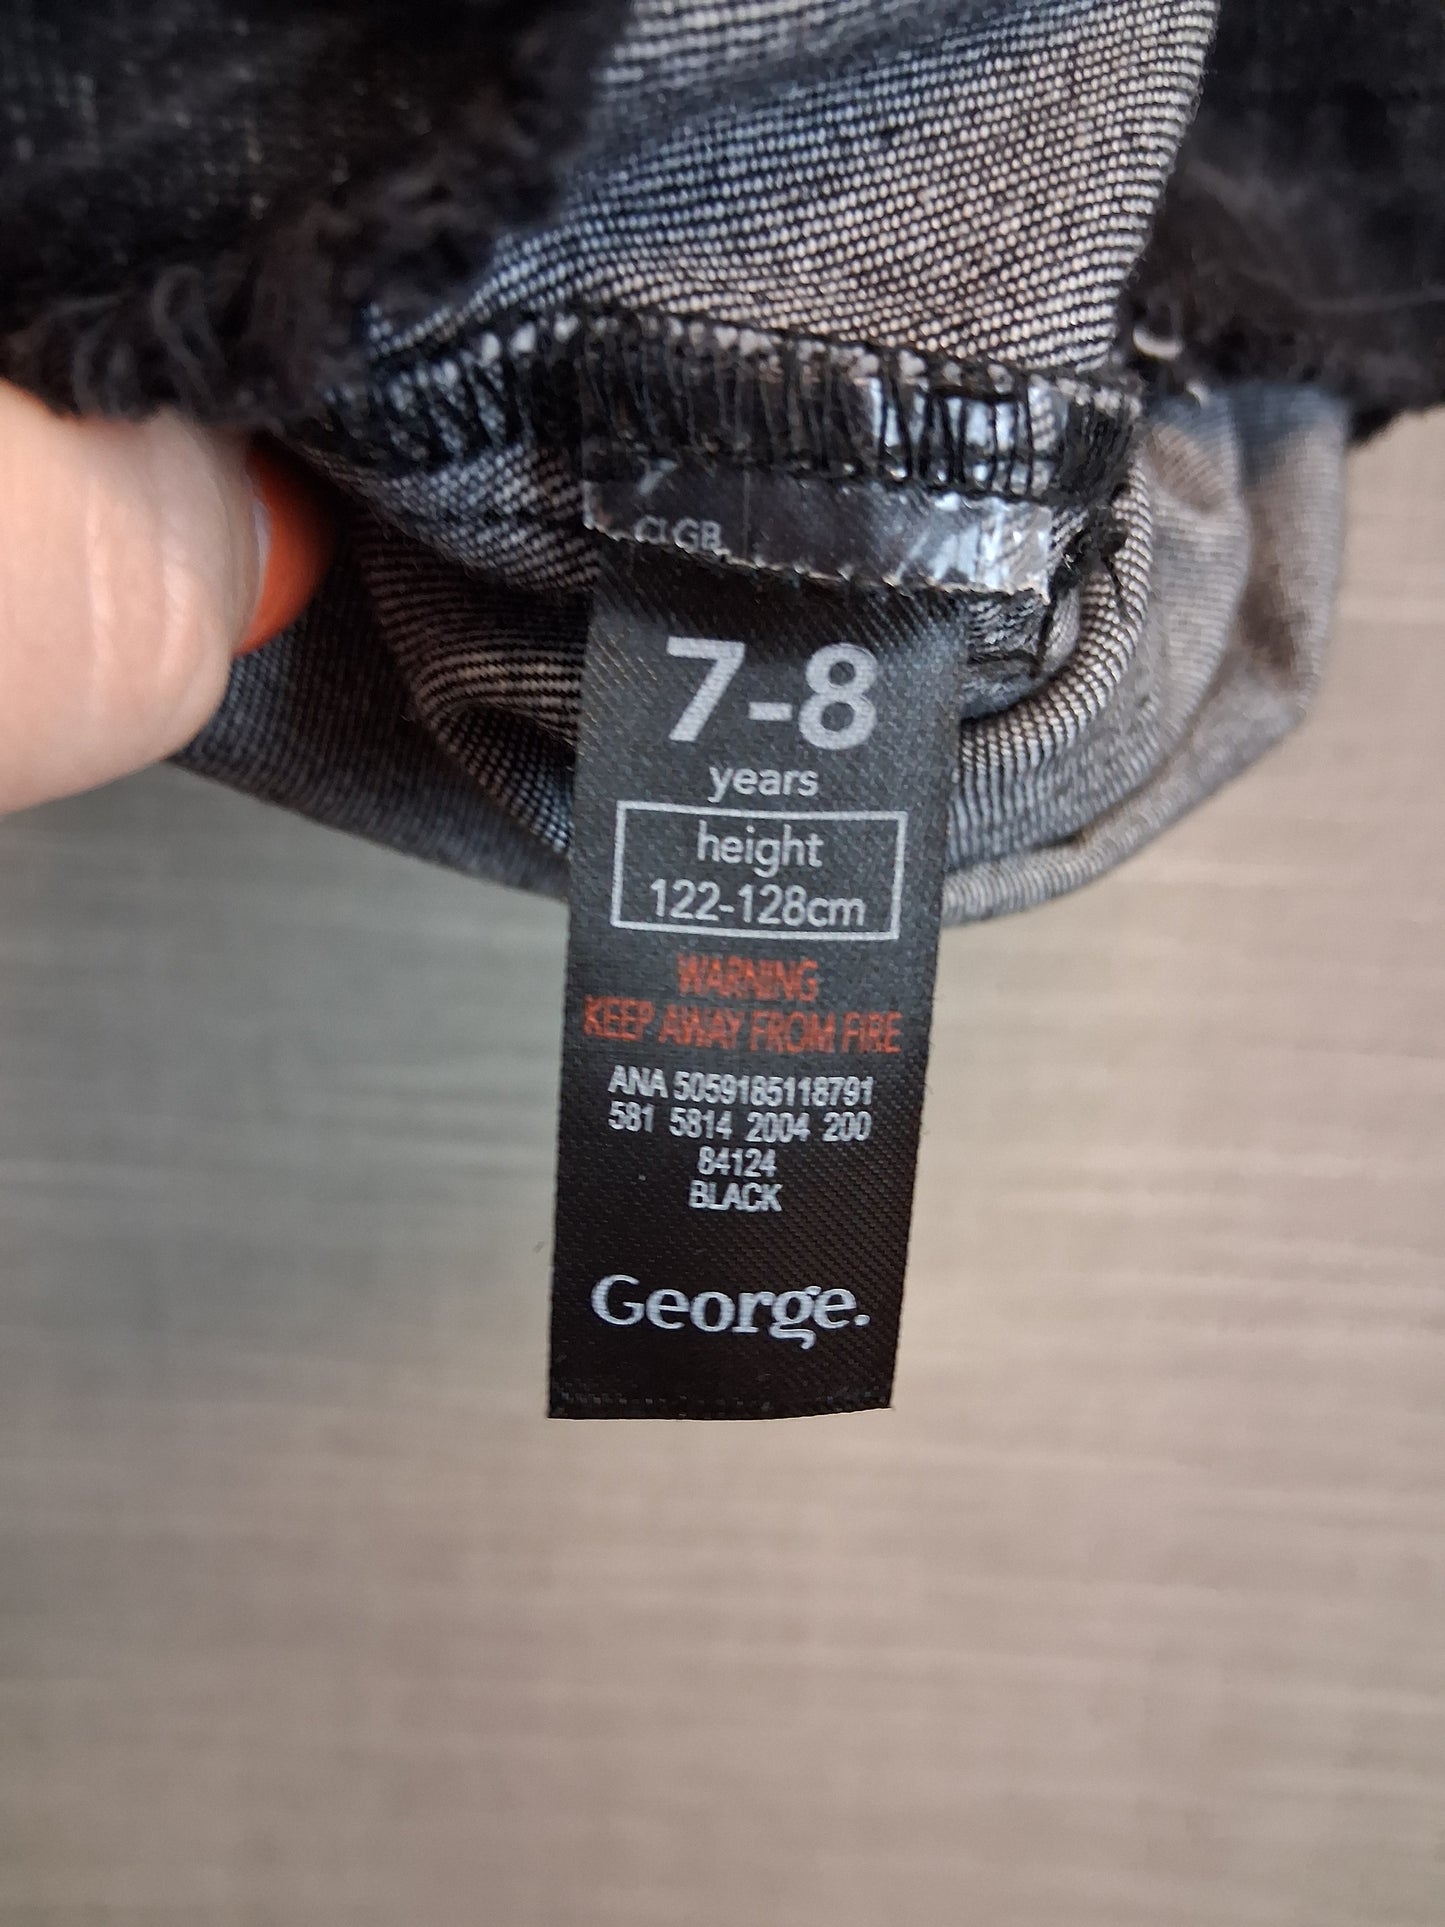 7-8
years
height
122-128cm
WARNING
KEEP AWAY FROM FIRE
ANA 5059185118791
581 5814 2004 200
84124
BLACK
George.